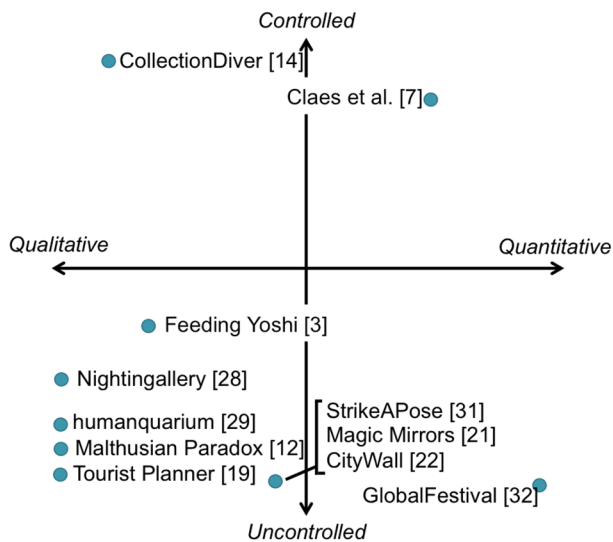 Controlled
CollectionDiver [14]
Claes et al. [7]
Qualitative
Quantitative
Feeding Yoshi [3]
Nightingallery [28]
humanquarium [29]
Malthusian Paradox [12]
Tourist Planner [19]
StrikeAPose [31]
Magic Mirrors [21]
CityWall [22]
GlobalFestival [32]
Uncontrolled